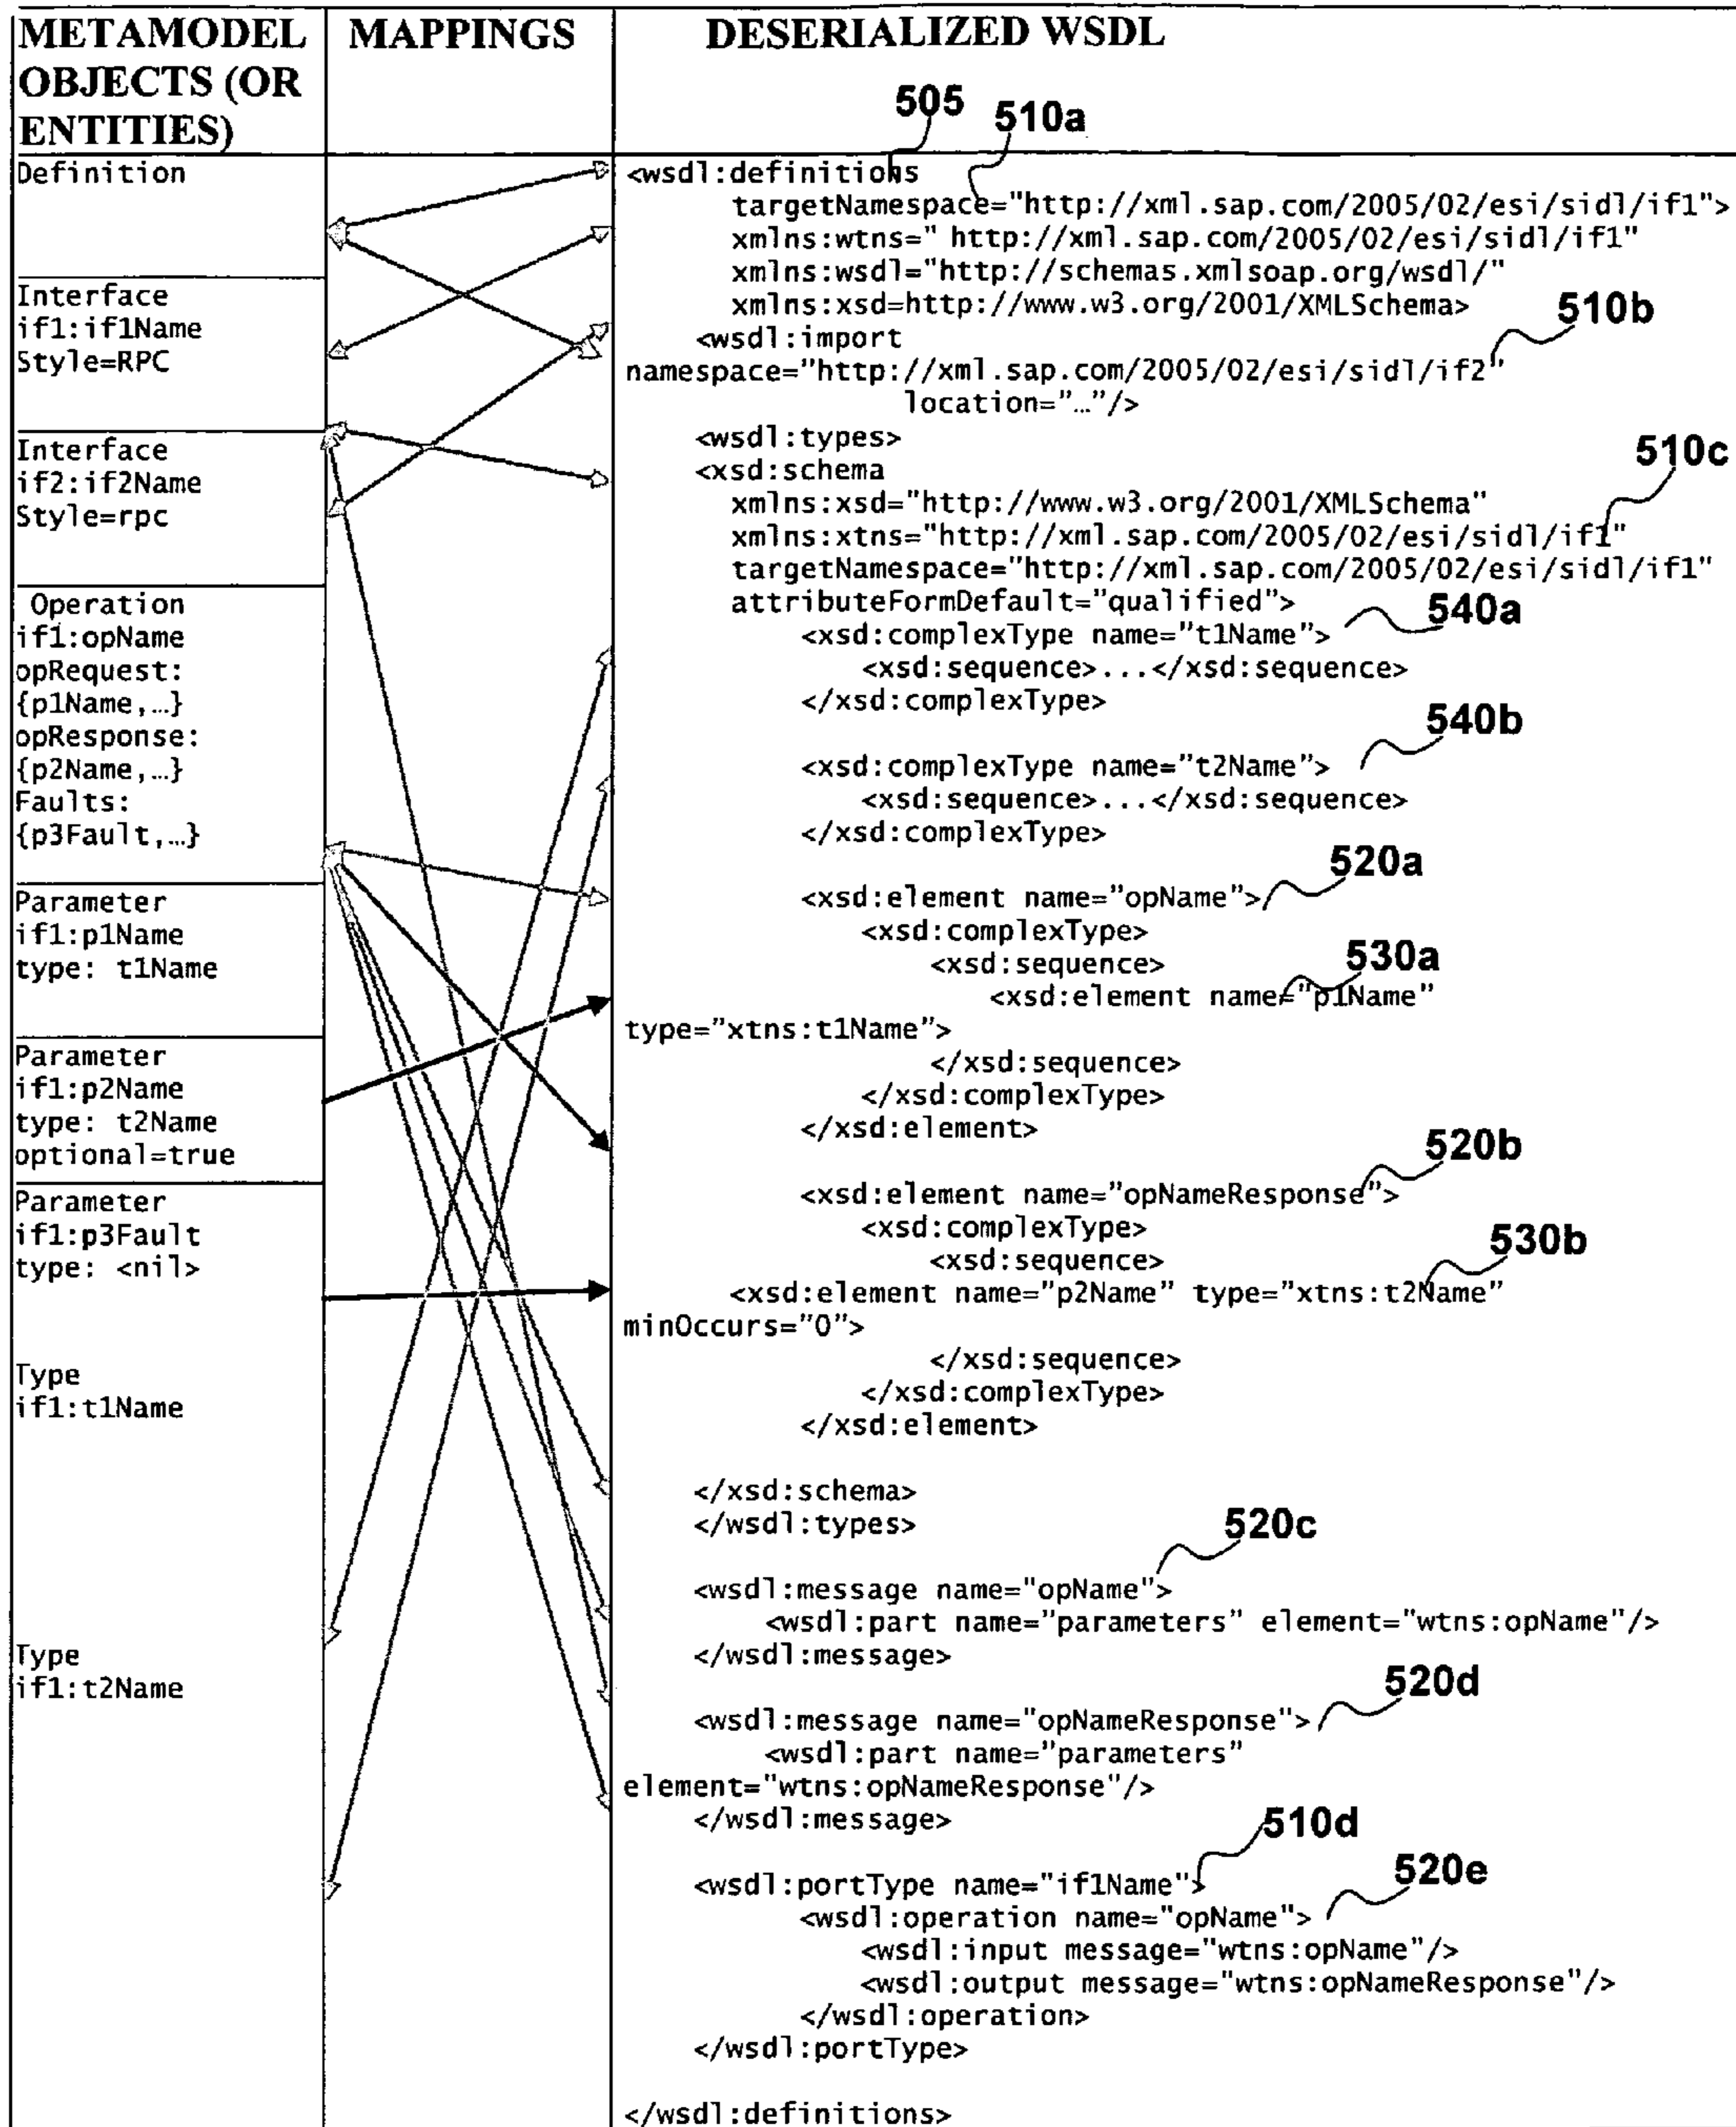 METAMODEL
OBJECTS (OR
ENTITIES)
MAPPINGS
DESERIALIZED WSDL
505
510a
Definition
Interface
if1:if1Name
Style=RPC
Interface
if2:if2Name
Style=rpc
Operation
if1:opName
opRequest:
{p1Name,…}
opResponse:
{p2Name,…}
Faults:
{p3Fault,…}
Parameter
if1:p1Name
type: t1Name
Parameter
if1:p2Name
type: t2Name
optional=true
Parameter
if1:p3Fault
type: <nil>
Type
if1:t1Name
Type
if1:t2Name
<wsdl:definitions
targetNamespace="http://xml.sap.com/2005/02/esi/sidl/if1">
xmlns:wtns=" http://xml.sap.com/2005/02/esi/sidl/if1"
xmlns:wsdl="http://schemas.xmlsoap.org/wsdl/"
xmlns:xsd=http://www.w3.org/2001/XMLSchema>
510b
<wsdl:import
namespace="http://xml.sap.com/2005/02/esi/sidl/if2"
location="…"/>
<wsdl:types>
510c
<xsd:schema
xmlns:xsd="http://www.w3.org/2001/XMLSchema"
xmlns:xtns="http://xml.sap.com/2005/02/esi/sidl/if1"
targetNamespace="http://xml.sap.com/2005/02/esi/sidl/if1"
attributeFormDefault="qualified">
540a
<xsd:complexType name="t1Name">
<xsd:sequence>...</xsd:sequence>
</xsd:complexType>
540b
<xsd:complexType name="t2Name">
<xsd:sequence>...</xsd:sequence>
</xsd:complexType>
520a
<xsd:element name="opName">
<xsd:complexType>
<xsd:sequence>
530a
<xsd:element name="p1Name"
type="xtns:t1Name">
</xsd:sequence>
</xsd:complexType>
</xsd:element>
520b
<xsd:element name="opNameResponse">
<xsd:complexType>
<xsd:sequence>
530b
<xsd:element name="p2Name" type="xtns:t2Name"
minOccurs="0">
</xsd:sequence>
</xsd:complexType>
</xsd:element>
</xsd:schema>
</wsdl:types>
520c
<wsdl:message name="opName">
<wsdl:part name="parameters" element="wtns:opName"/>
</wsdl:message>
520d
<wsdl:message name="opNameResponse">
<wsdl:part name="parameters"
element="wtns:opNameResponse"/>
</wsdl:message>
510d
<wsdl:portType name="if1Name">
520e
<wsdl:operation name="opName">
<wsdl:input message="wtns:opName"/>
<wsdl:output message="wtns:opNameResponse"/>
</wsdl:operation>
</wsdl:portType>
</wsdl:definitions>